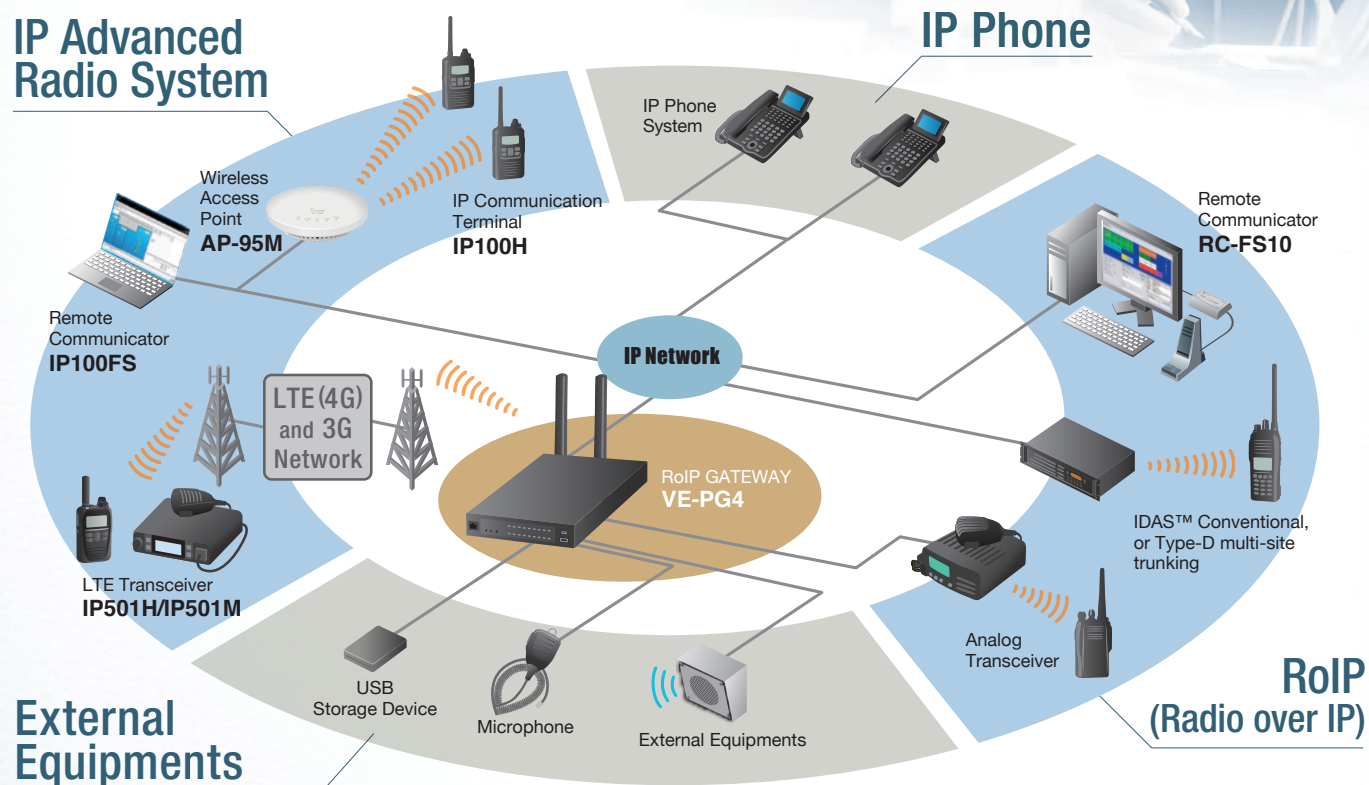 IP Advanced
Radio System
IP Phone
IP Phone
System
Wireless
Access
Point
AP-95M
IP Communication
Terminal
IP100H
Remote
Communicator
RC-FS10
Remote
Communicator
IP100FS
IP Network
LTE (4G)
and 3G
Network
RoIP GATEWAY
VE-PG4
IDAS™ Conventional,
or Type-D multi-site
trunking
LTE Transceiver
IP501H/IP501M
Analog
Transceiver
USB
Storage Device
Microphone
External Equipments
RoIP
(Radio over IP)
External
Equipments